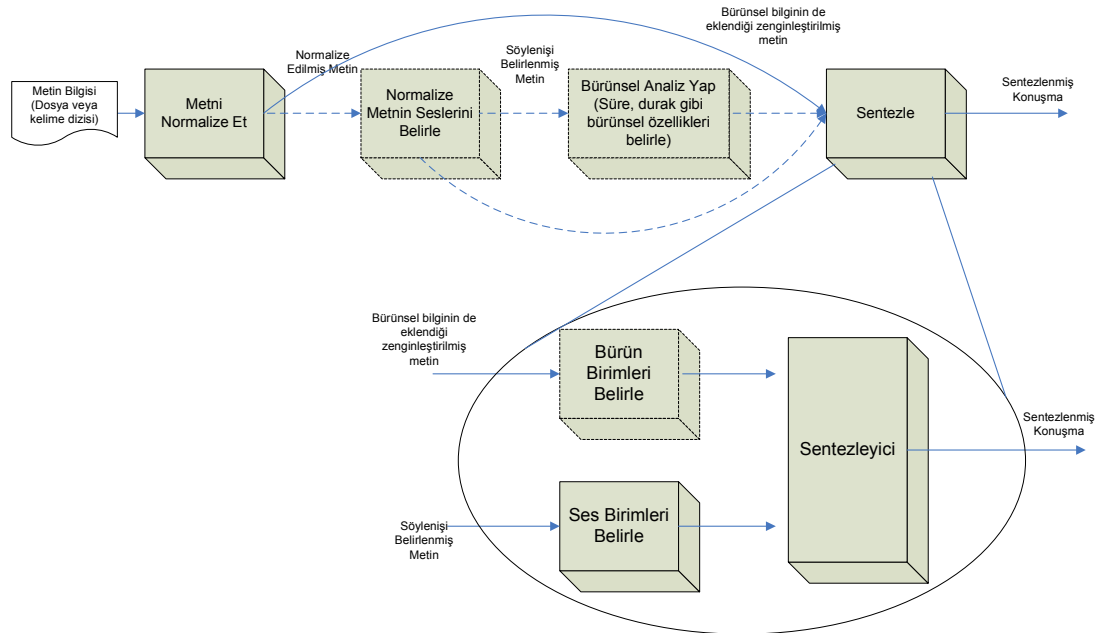 Bürünsel bilginin de
eklendiği zenginleştirilmiş
metin
Normalize
Edilmiş Metin
Söylenişi
Belirlenmiş
Metin
Metin Bilgisi
(Dosya veya
kelime dizisi)
Metni
Normalize Et
Normalize
Metnin Seslerini
Belirle
Bürünsel Analiz Yap
(Süre, durak gibi
bürünsel özellikleri
belirle)
Sentezle
Sentezlenmiş
Konuşma
Bürünsel bilginin de
eklendiği
zenginleştirilmiş
metin
Bürün
Birimleri
Belirle
Sentezleyici
Sentezlenmiş
Konuşma
Söylenişi
Belirlenmiş
Metin
Ses Birimleri
Belirle